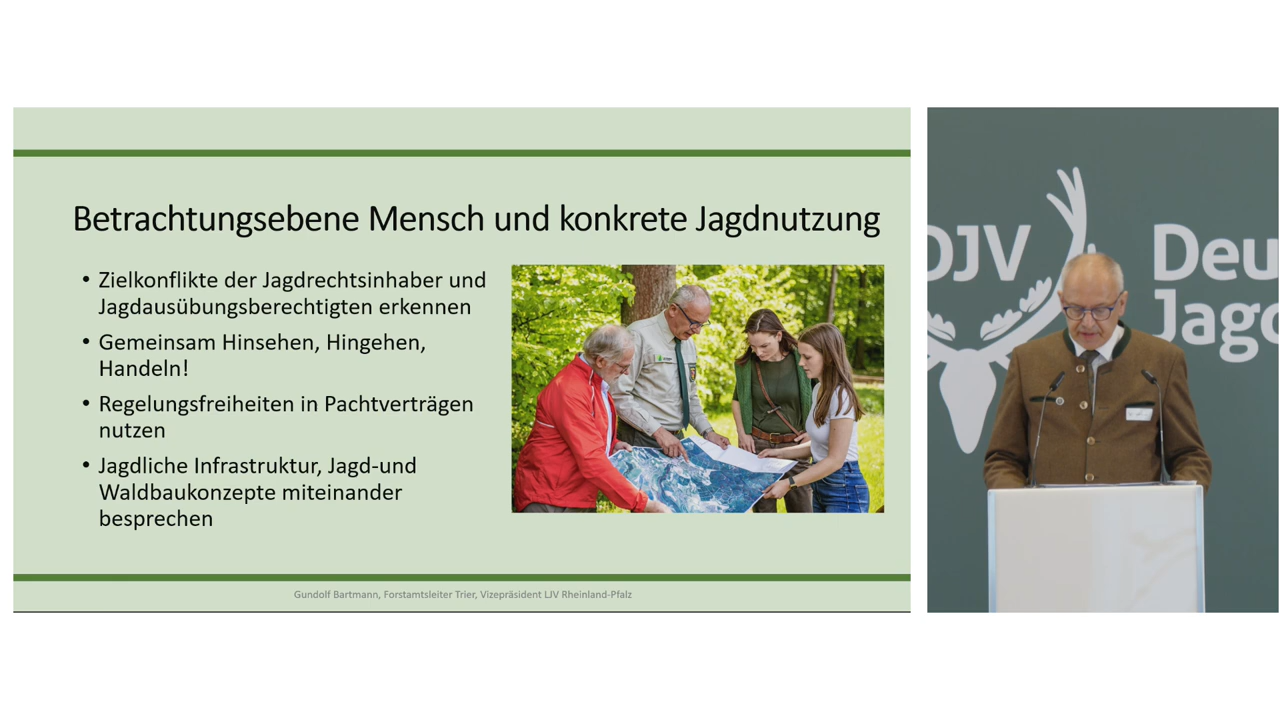 Betrachtungsebene Mensch und konkrete Jagdnutzung
• Zielkonflikte der Jagdrechtsinhaber und
Jagdausübungsberechtigten erkennen
• Gemeinsam Hinsehen, Hingehen,
Handeln!
• Regelungsfreiheiten in Pachtverträgen
nutzen
• Jagdliche Infrastruktur, Jagd-und
Waldbaukonzepte miteinander
besprechen
Gundolf Bartmann, Forstamtsleiter Trier, Vizepräsident LJV Rheinland-Pfalz
DJV
Deu
Jagd